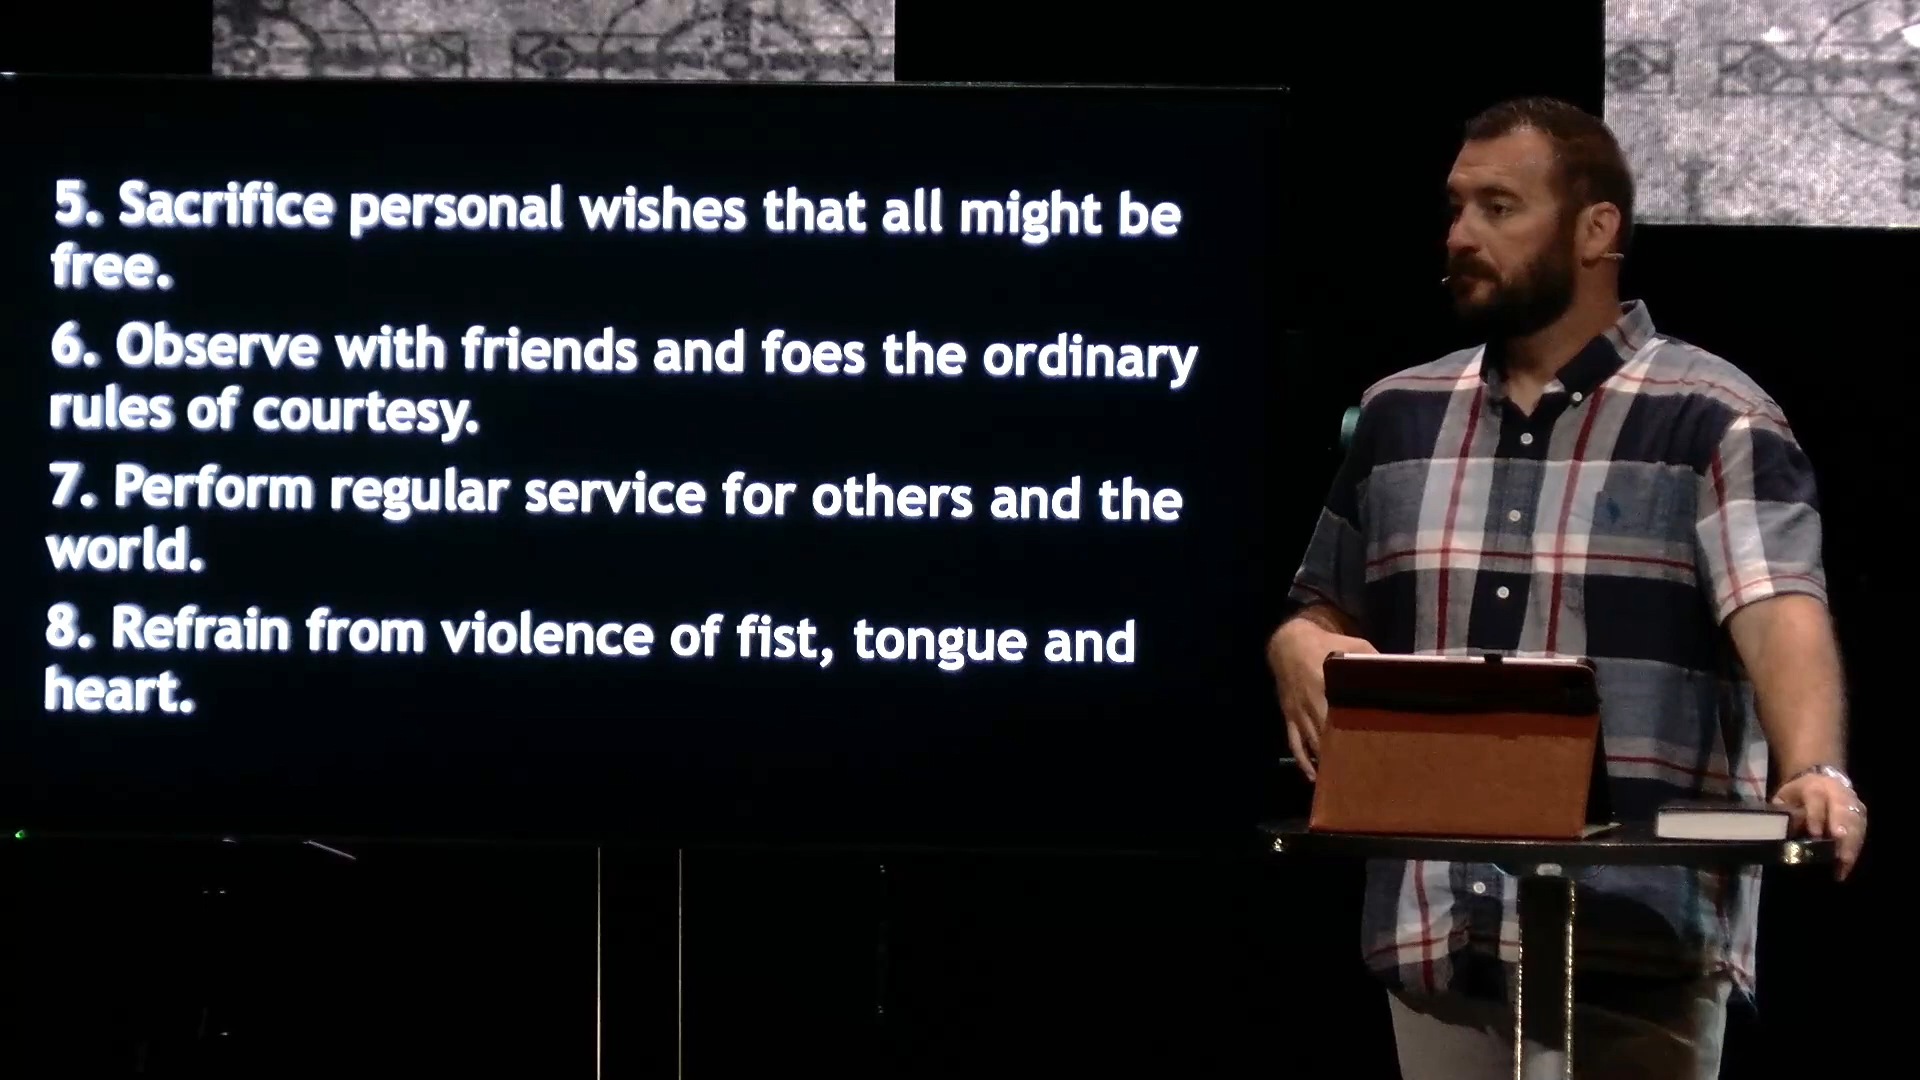 5. Sacrifice personal wishes that all might be
free.
6. Observe with friends and foes the ordinary
rules of courtesy.
7. Perform regular service for others and the
world.
8. Refrain from violence of fist, tongue and
heart.